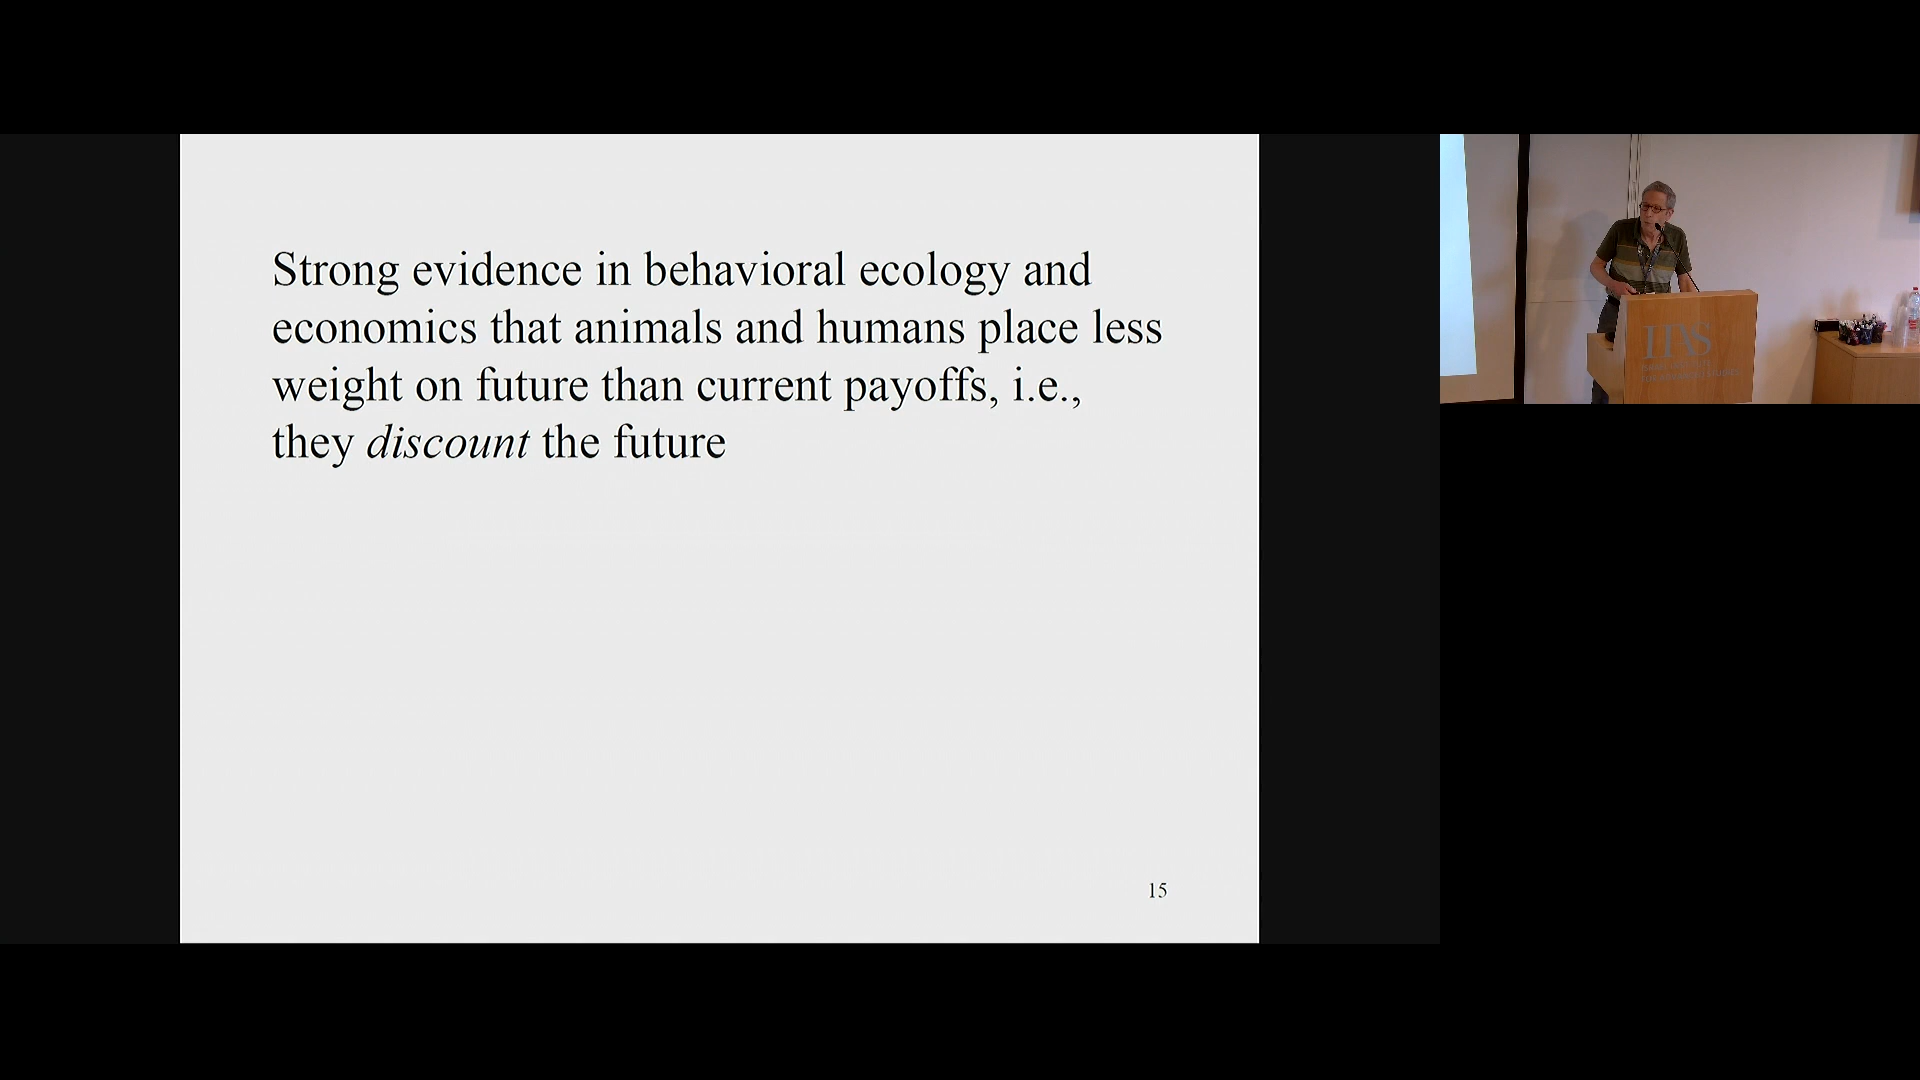 Strong evidence in behavioral ecology and
economics that animals and humans place less
weight on future than current payoffs, i.e.,
they discount the future
15
IIAS